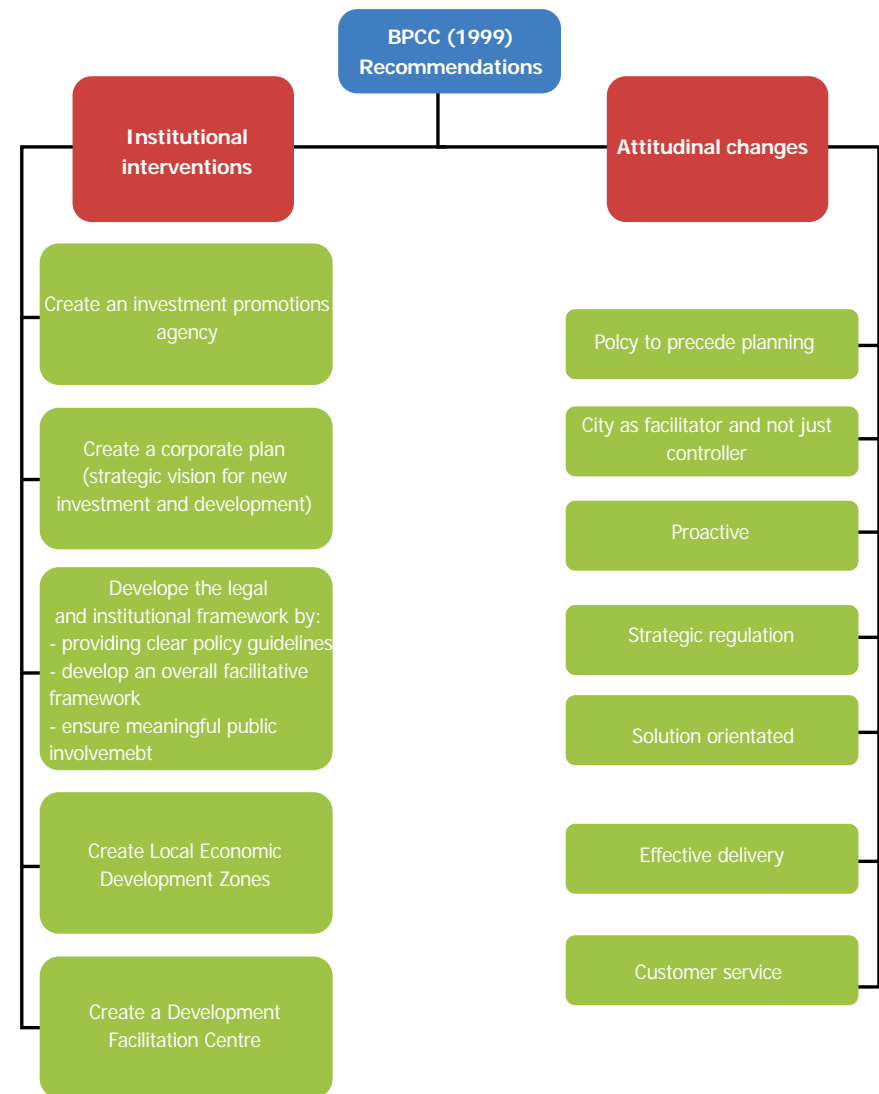 BPCC (1999)
Recommendations
Institutional
interventions
Create an investment promotions
agency
Create a corporate plan
(strategic vision for new
investment and development)
Develope the legal
and institutional framework by:
- providing clear policy guidelines
- develop an overall facilitative
framework
- ensure meaningful public
involvemebt
Create Local Economic
Development Zones
Create a Development
Facilitation Centre
Attitudinal changes
Polcy to precede planning
City as facilitator and not just
controller
Proactive
Strategic regulation
Solution orientated
Effective delivery
Customer service